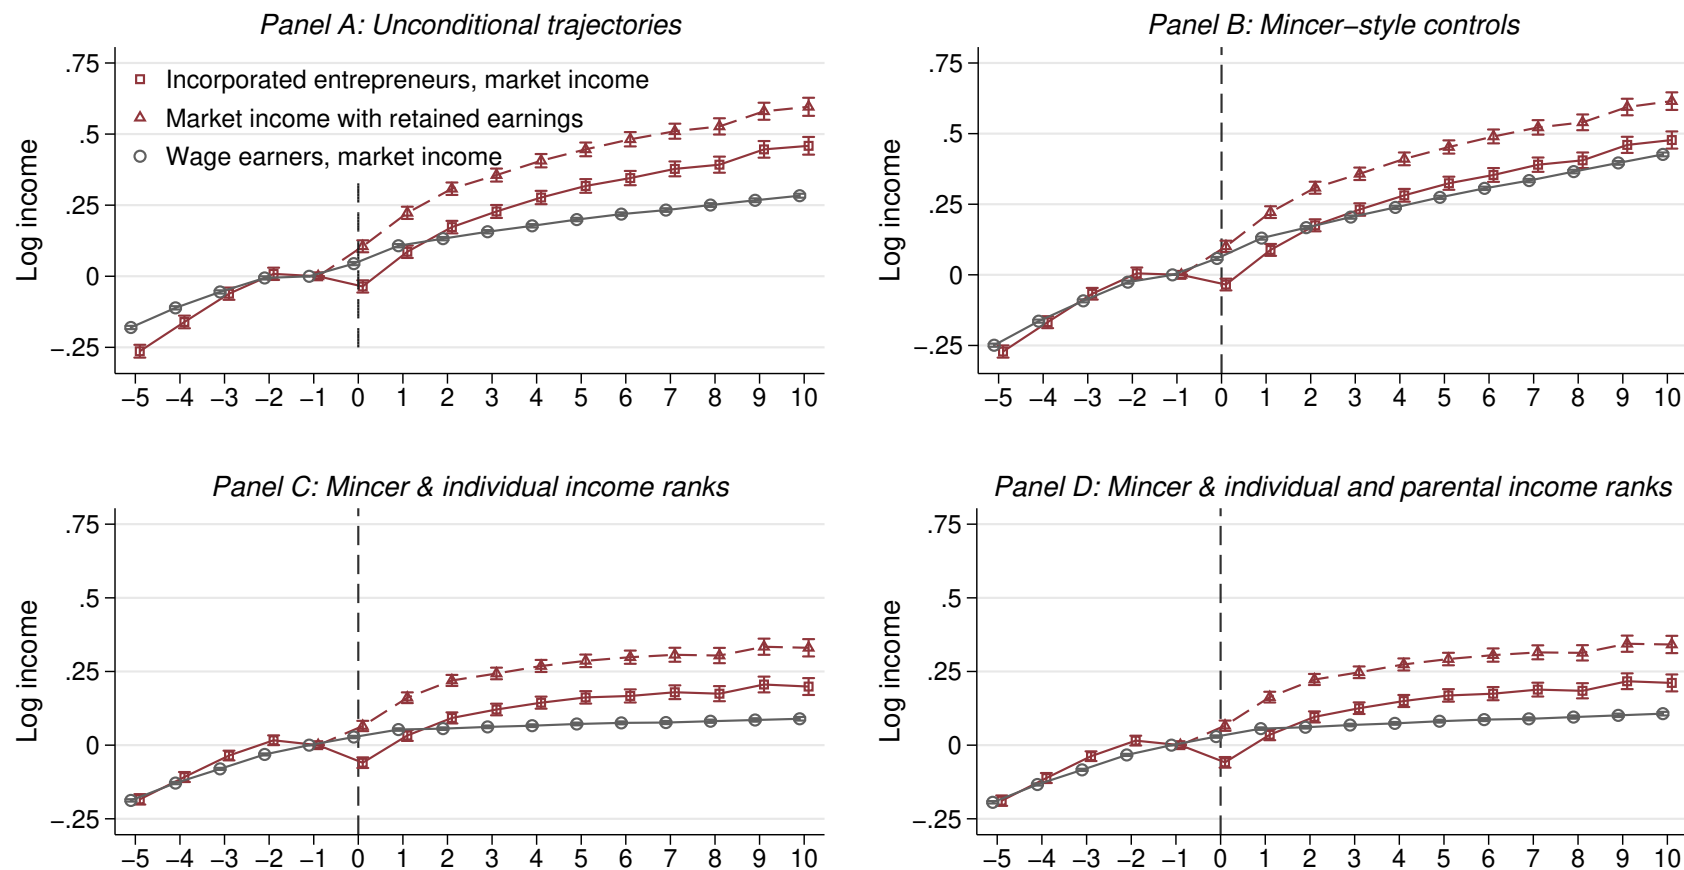 Panel A: Unconditional trajectories
Log income
.75
.5
.25
0
−.25
Incorporated entrepreneurs, market income
Market income with retained earnings
Wage earners, market income
−5 −4 −3 −2 −1 0 1 2 3 4 5 6 7 8 9 10
Panel B: Mincer−style controls
Log income
.75
.5
.25
0
−.25
−5 −4 −3 −2 −1 0 1 2 3 4 5 6 7 8 9 10
Panel C: Mincer & individual income ranks
Log income
.75
.5
.25
0
−.25
−5 −4 −3 −2 −1 0 1 2 3 4 5 6 7 8 9 10
Panel D: Mincer & individual and parental income ranks
Log income
.75
.5
.25
0
−.25
−5 −4 −3 −2 −1 0 1 2 3 4 5 6 7 8 9 10